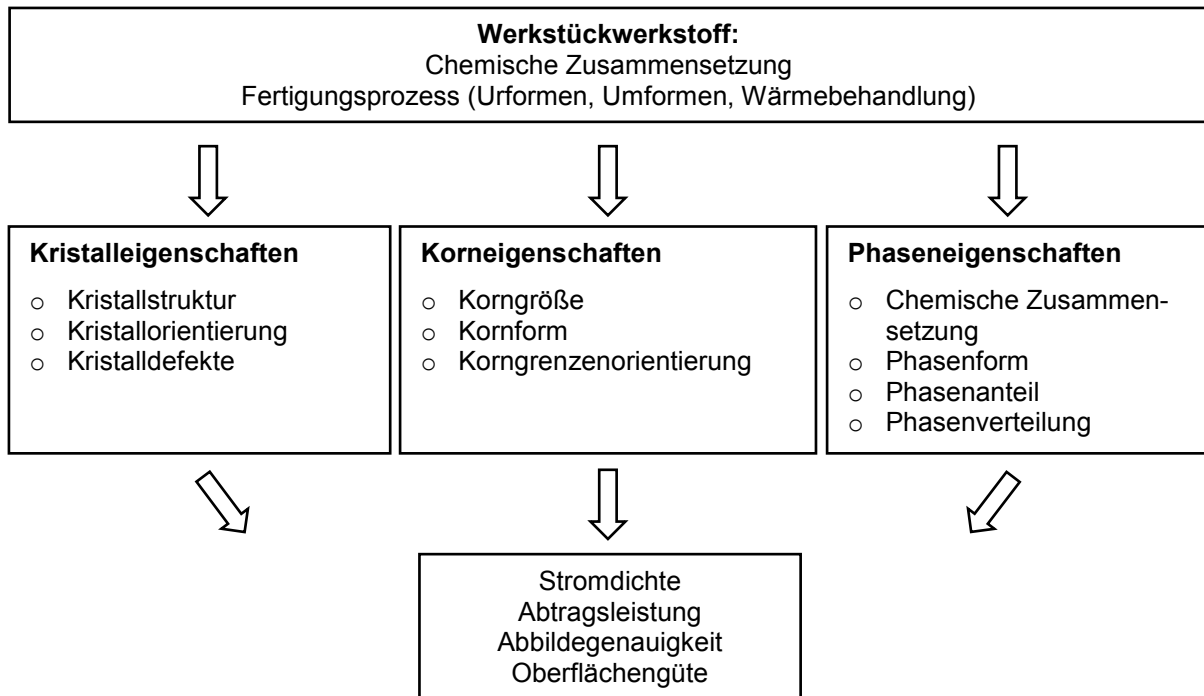 Werkstückwerkstoff:
Chemische Zusammensetzung
Fertigungsprozess (Urformen, Umformen, Wärmebehandlung)
Kristalleigenschaften
o Kristallstruktur
o Kristallorientierung
o Kristalldefekte
Korneigenschaften
o Korngröße
o Kornform
o Korngrenzenorientierung
Phaseneigenschaften
o Chemische Zusammen-
setzung
o Phasenform
o Phasenanteil
o Phasenverteilung
Stromdichte
Abtragsleistung
Abbildegenauigkeit
Oberflächengüte